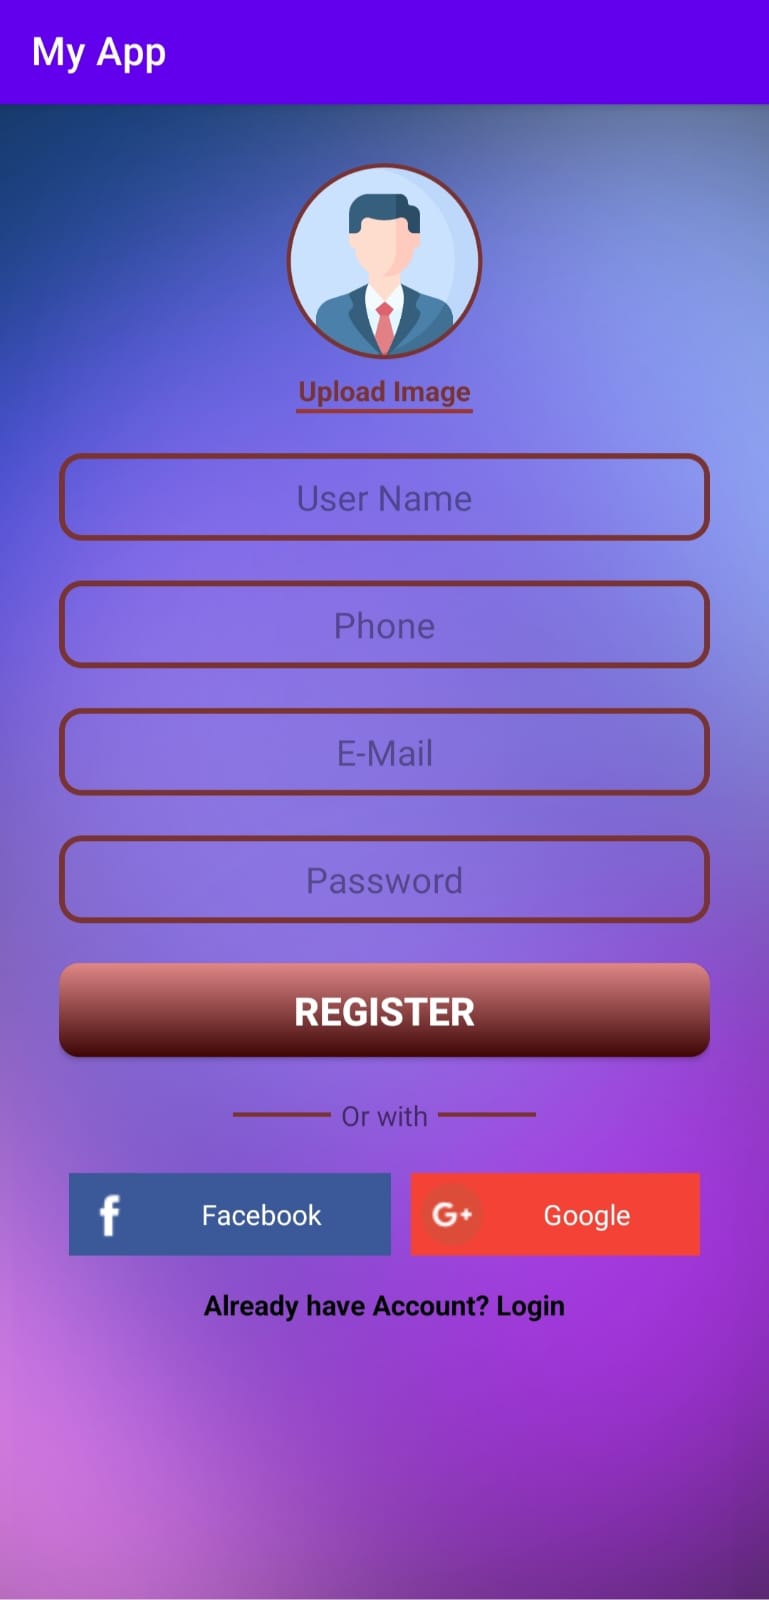 My App
Upload Image
User Name
Phone
E-Mail
Password
REGISTER
Or with
f Facebook
G+ Google
Already have Account? Login